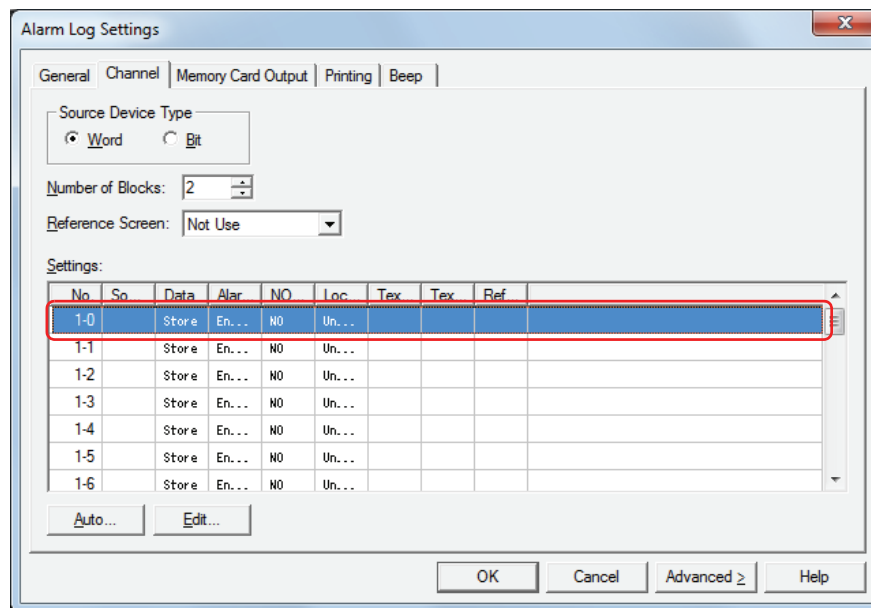 Alarm Log Settings
General Channel Memory Card Output Printing Beep
Source Device Type
Word Bit
Number of Blocks: 2
Reference Screen: Not Use
Settings:
No. So... Data... Alar... NO... Loc... Tex... Tex... Ref...
1-0 Store En... NO Un...
1-1 Store En... NO Un...
1-2 Store En... NO Un...
1-3 Store En... NO Un...
1-4 Store En... NO Un...
1-5 Store En... NO Un...
1-6 Store En... NO Un...
Auto... Edit...
OK Cancel Advanced > Help